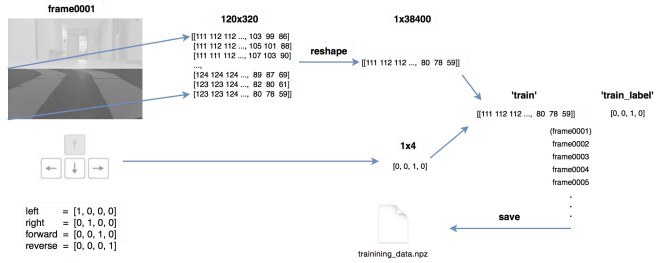 frame0001
120x320
1x38400
[[111 112 112 ..., 103 99 86]
[111 112 112 ..., 105 101 88]
[111 111 112 ..., 107 103 90]
...,
[124 124 124 ..., 89 87 69]
[123 123 124 ..., 82 80 61]
[123 123 124 ..., 80 78 59]]
reshape
[[111 112 112 ..., 80 78 59]]
'train'
'train_label'
[[111 112 112 ..., 80 78 59]]
[0, 0, 1, 0]
(frame0001)
frame0002
frame0003
frame0004
frame0005
.
.
.
1x4
[0, 0, 1, 0]
left = [1, 0, 0, 0]
right = [0, 1, 0, 0]
forward = [0, 0, 1, 0]
reverse = [0, 0, 0, 1]
save
trainining_data.npz